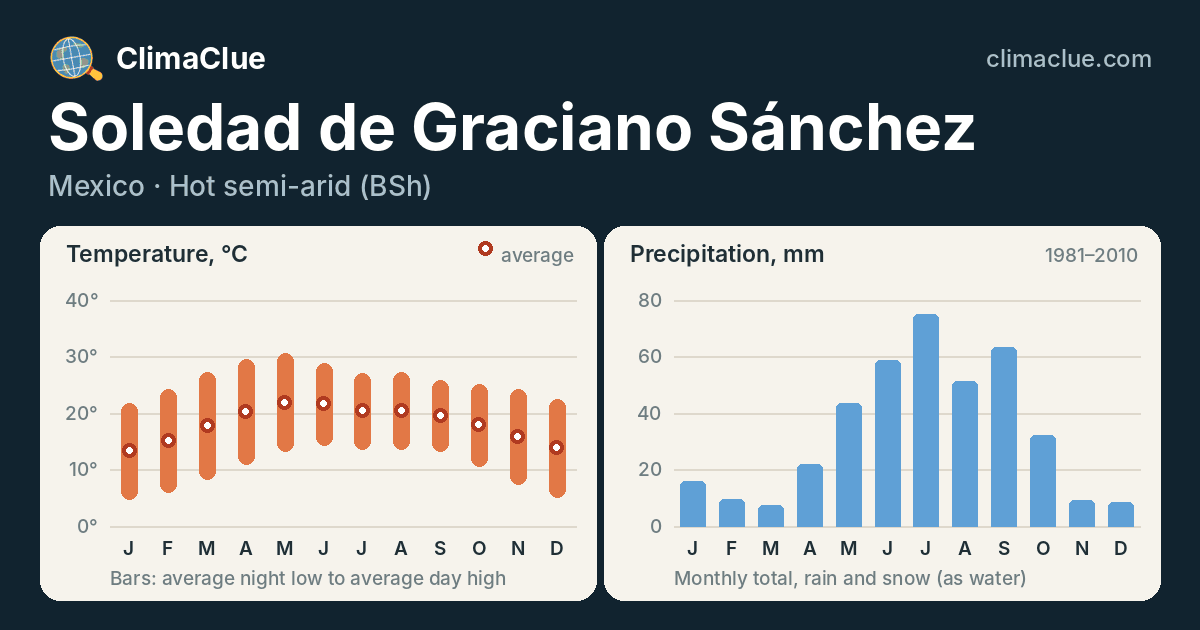 ClimaClue
climaclue.com
Soledad de Graciano Sánchez
Mexico · Hot semi-arid (BSh)
Temperature, °C
average
40°
30°
20°
10°
0°
J F M A M J J A S O N D
Bars: average night low to average day high
Precipitation, mm
1981–2010
80
60
40
20
0
J F M A M J J A S O N D
Monthly total, rain and snow (as water)